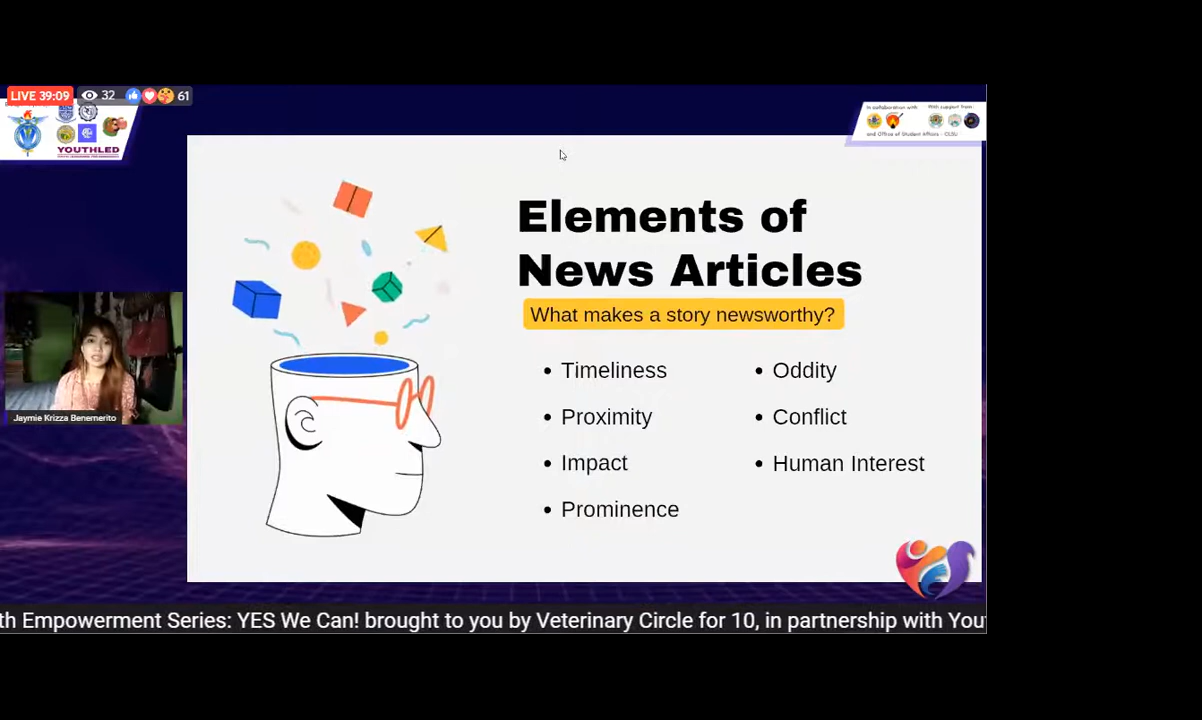 LIVE 39:09 32 61
YOUTHLED
In collaboration with:
With support from:
and Office of Student Affairs - CLSU
Elements of
News Articles
What makes a story newsworthy?
• Timeliness
• Proximity
• Impact
• Prominence
• Oddity
• Conflict
• Human Interest
Jaymie Krizza Benemerito
th Empowerment Series: YES We Can! brought to you by Veterinary Circle for 10, in partnership with You